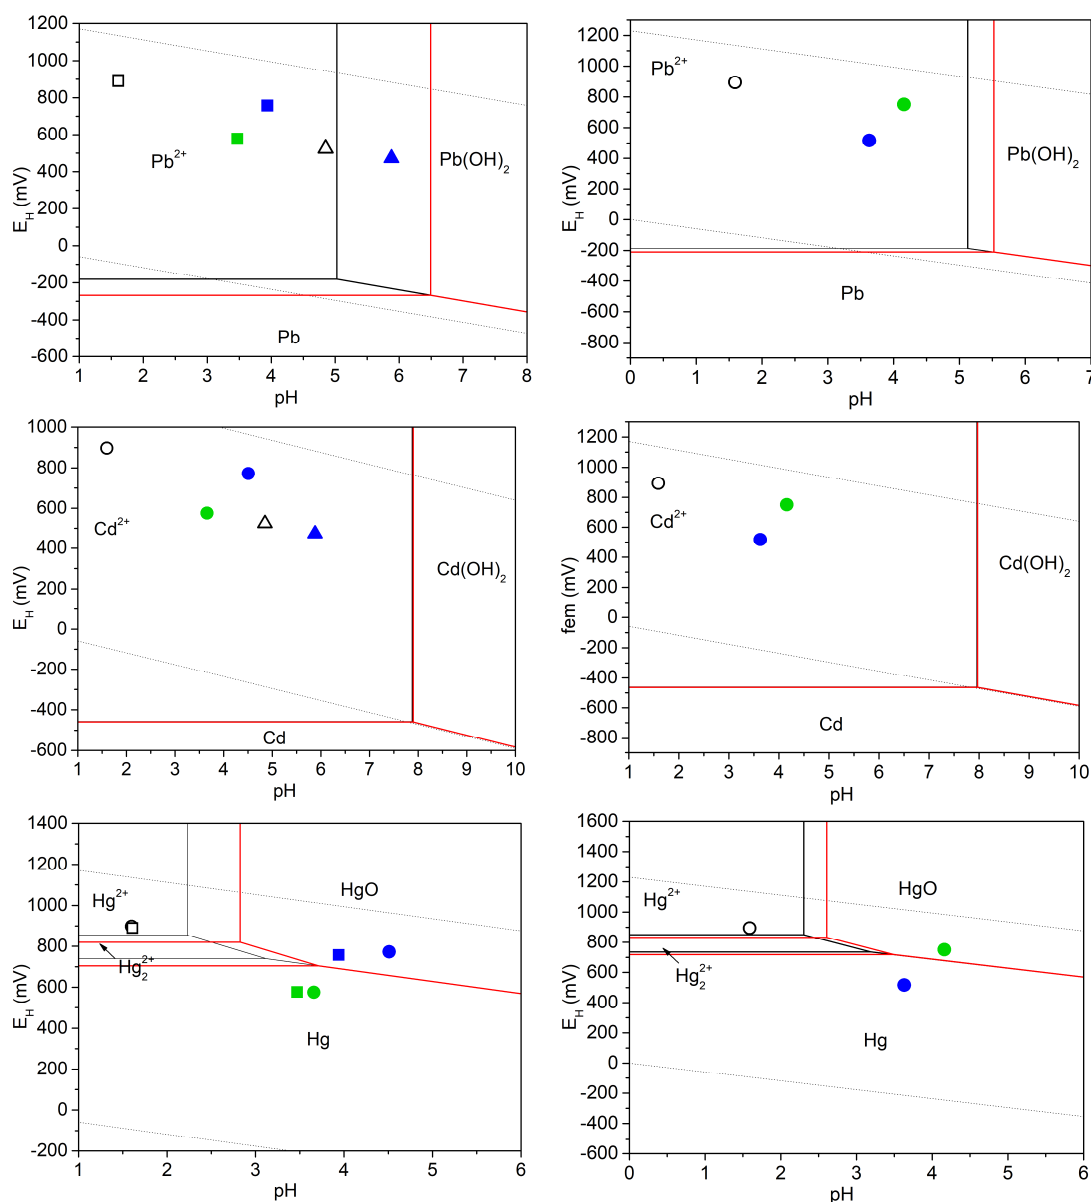 1200
1000
800
600
400
200
0
-200
-400
-600
E_H (mV)
Pb²⁺
Pb(OH)₂
Pb
1 2 3 4 5 6 7 8
pH
1200
1000
800
600
400
200
0
-200
-400
-600
-800
E_H (mV)
Pb²⁺
Pb(OH)₂
Pb
0 1 2 3 4 5 6 7
pH
1000
800
600
400
200
0
-200
-400
-600
E_H (mV)
Cd²⁺
Cd(OH)₂
Cd
1 2 3 4 5 6 7 8 9 10
pH
1200
1000
800
600
400
200
0
-200
-400
-600
-800
fem (mV)
Cd²⁺
Cd(OH)₂
Cd
1 2 3 4 5 6 7 8 9 10
pH
1400
1200
1000
800
600
400
200
0
-200
E_H (mV)
Hg²⁺
HgO
Hg₂²⁺
Hg
1 2 3 4 5 6
pH
1600
1400
1200
1000
800
600
400
200
0
-200
-400
-600
E_H (mV)
Hg²⁺
HgO
Hg₂²⁺
Hg
0 1 2 3 4 5 6
pH